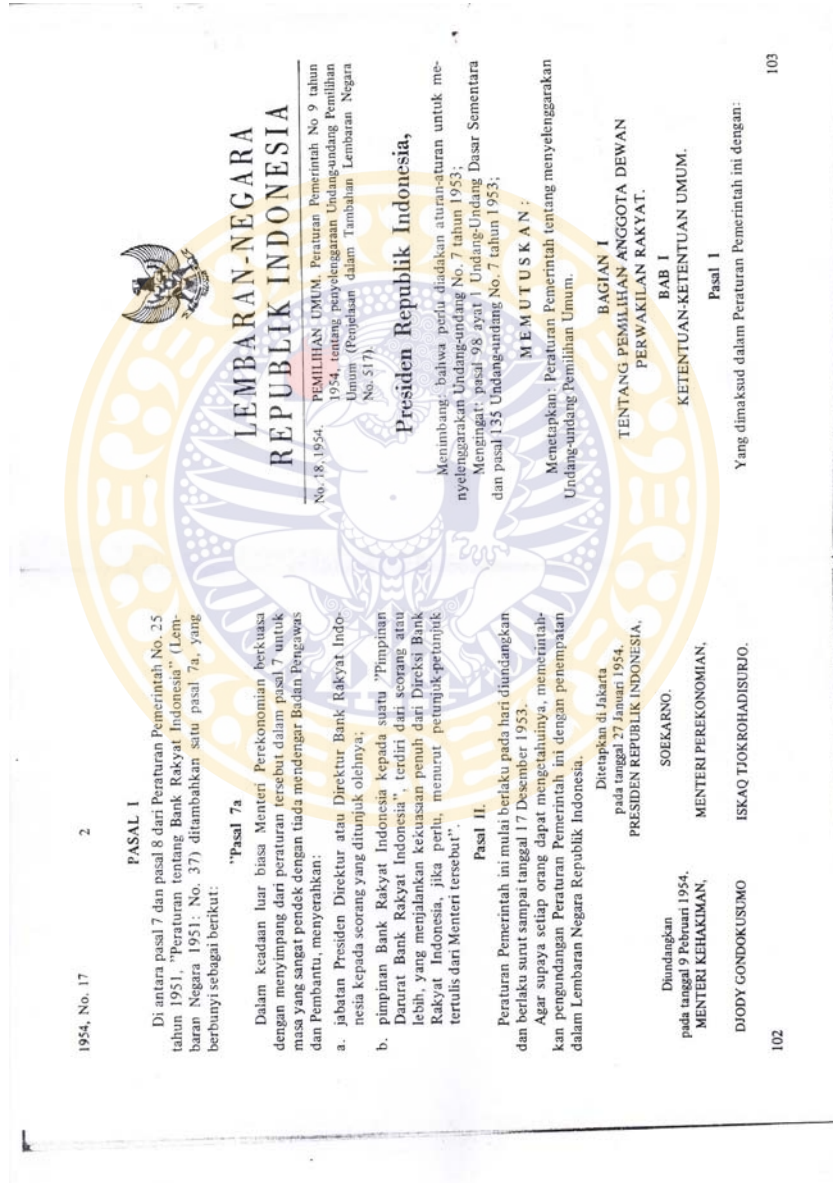 1954, No. 17 2
PASAL I
Di antara pasal 7 dan pasal 8 dari Peraturan Pemerintah No. 25
tahun 1951, "Peraturan tentang Bank Rakyat Indonesia" (Lem-
baran Negara 1951: No. 37) ditambahkan satu pasal 7a, yang
berbunyi sebagai berikut:
"Pasal 7a
Dalam keadaan luar biasa Menteri Perekonomian berkuasa
dengan menyimpang dari peraturan tersebut dalam pasal 7 untuk
masa yang sangat pendek dengan tiada mendengar Badan Pengawas
dan Pembantu, menyerahkan:
a. jabatan Presiden Direktur atau Direktur Bank Rakyat Indo-
nesia kepada seorang yang ditunjuk olehnya;
b. pimpinan Bank Rakyat Indonesia kepada suatu "Pimpinan
Darurat Bank Rakyat Indonesia", terdiri dari seorang atau
lebih, yang menjalankan kekuasaan penuh dari Direksi Bank
Rakyat Indonesia, jika perlu, menurut petunjuk-petunjuk
tertulis dari Menteri tersebut".
Pasal II.
Peraturan Pemerintah ini mulai berlaku pada hari diundangkan
dan berlaku surut sampai tanggal 17 Desember 1953.
Agar supaya setiap orang dapat mengetahuinya, memerintah-
kan pengundangan Peraturan Pemerintah ini dengan penempatan
dalam Lembaran Negara Republik Indonesia.
Ditetapkan di Jakarta
pada tanggal 27 Januari 1954.
PRESIDEN REPUBLIK INDONESIA,
SOEKARNO.
Diundangkan
pada tanggal 9 Pebruari 1954.
MENTERI KEHAKIMAN,
MENTERI PEREKONOMIAN,
DJODY GONDOKUSUMO
ISKAQ TJOKROHADISURJO.
102
LEMBARAN-NEGARA
REPUBLIK INDONESIA
No. 18, 1954. PEMILIHAN UMUM. Peraturan Pemerintah No 9 tahun
1954, tentang penyelenggaraan Undang-undang Pemilihan
Umum (Penjelasan dalam Tambahan Lembaran Negara
No. 517).
Presiden Republik Indonesia,
Menimbang: bahwa perlu diadakan aturan-aturan untuk me-
nyelenggarakan Undang-undang No. 7 tahun 1953;
Mengingat: pasal 98 ayat 1 Undang-Undang Dasar Sementara
dan pasal 135 Undang-undang No. 7 tahun 1953;
MEMUTUSKAN:
Menetapkan: Peraturan Pemerintah tentang menyelenggarakan
Undang-undang Pemilihan Umum.
BAGIAN I
TENTANG PEMILIHAN ANGGOTA DEWAN
PERWAKILAN RAKYAT.
BAB I
KETENTUAN-KETENTUAN UMUM.
Pasal 1
Yang dimaksud dalam Peraturan Pemerintah ini dengan:
103